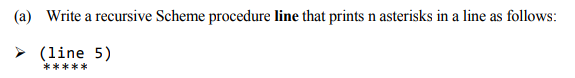 (a) Write a recursive Scheme procedure line that prints n asterisks in a line as follows:
➢ (line 5)
*****